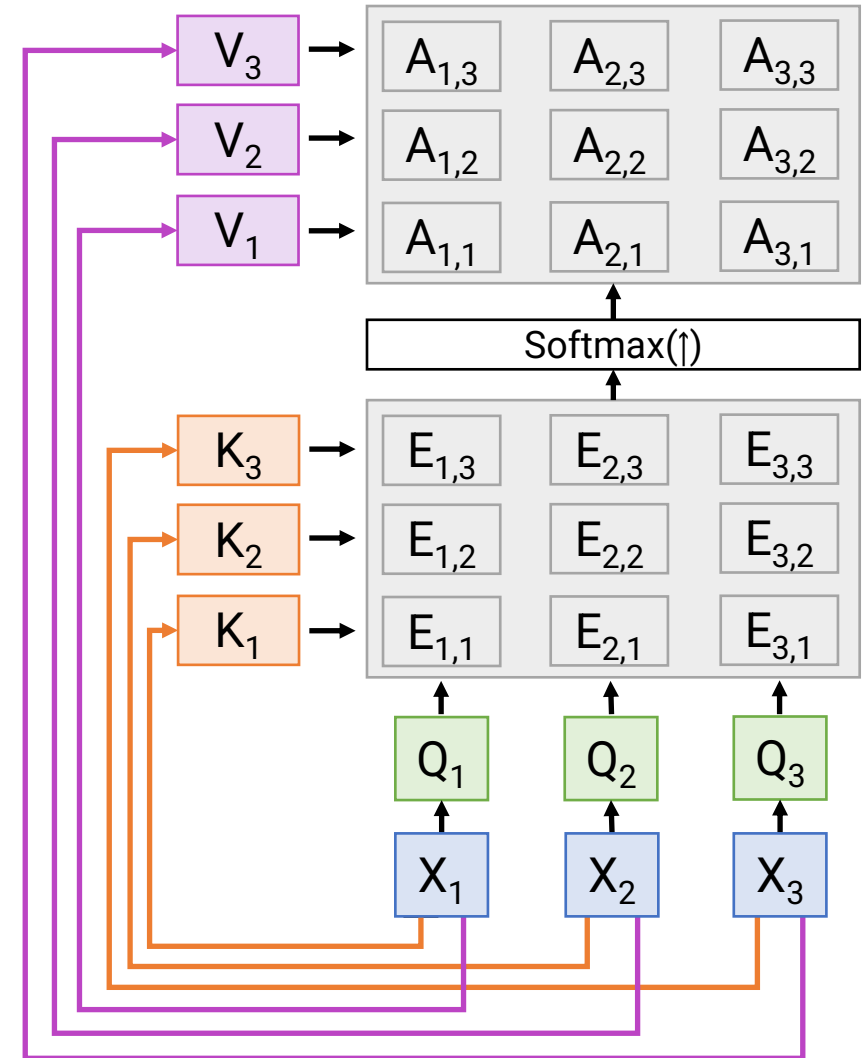 V₃ A₁,₃ A₂,₃ A₃,₃
V₂ A₁,₂ A₂,₂ A₃,₂
V₁ A₁,₁ A₂,₁ A₃,₁
Softmax(↑)
K₃ E₁,₃ E₂,₃ E₃,₃
K₂ E₁,₂ E₂,₂ E₃,₂
K₁ E₁,₁ E₂,₁ E₃,₁
Q₁ Q₂ Q₃
X₁ X₂ X₃